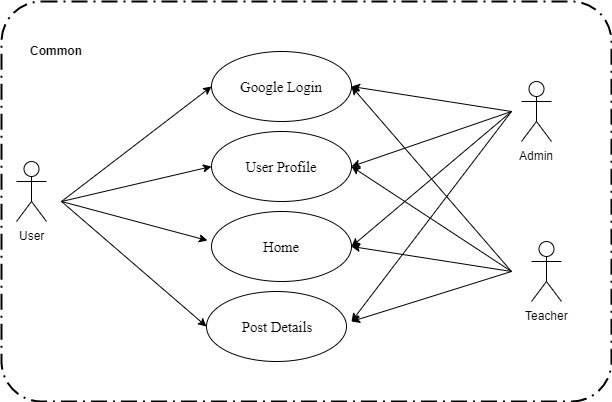 Common
Google Login
User Profile
Home
Post Details
User
Admin
Teacher